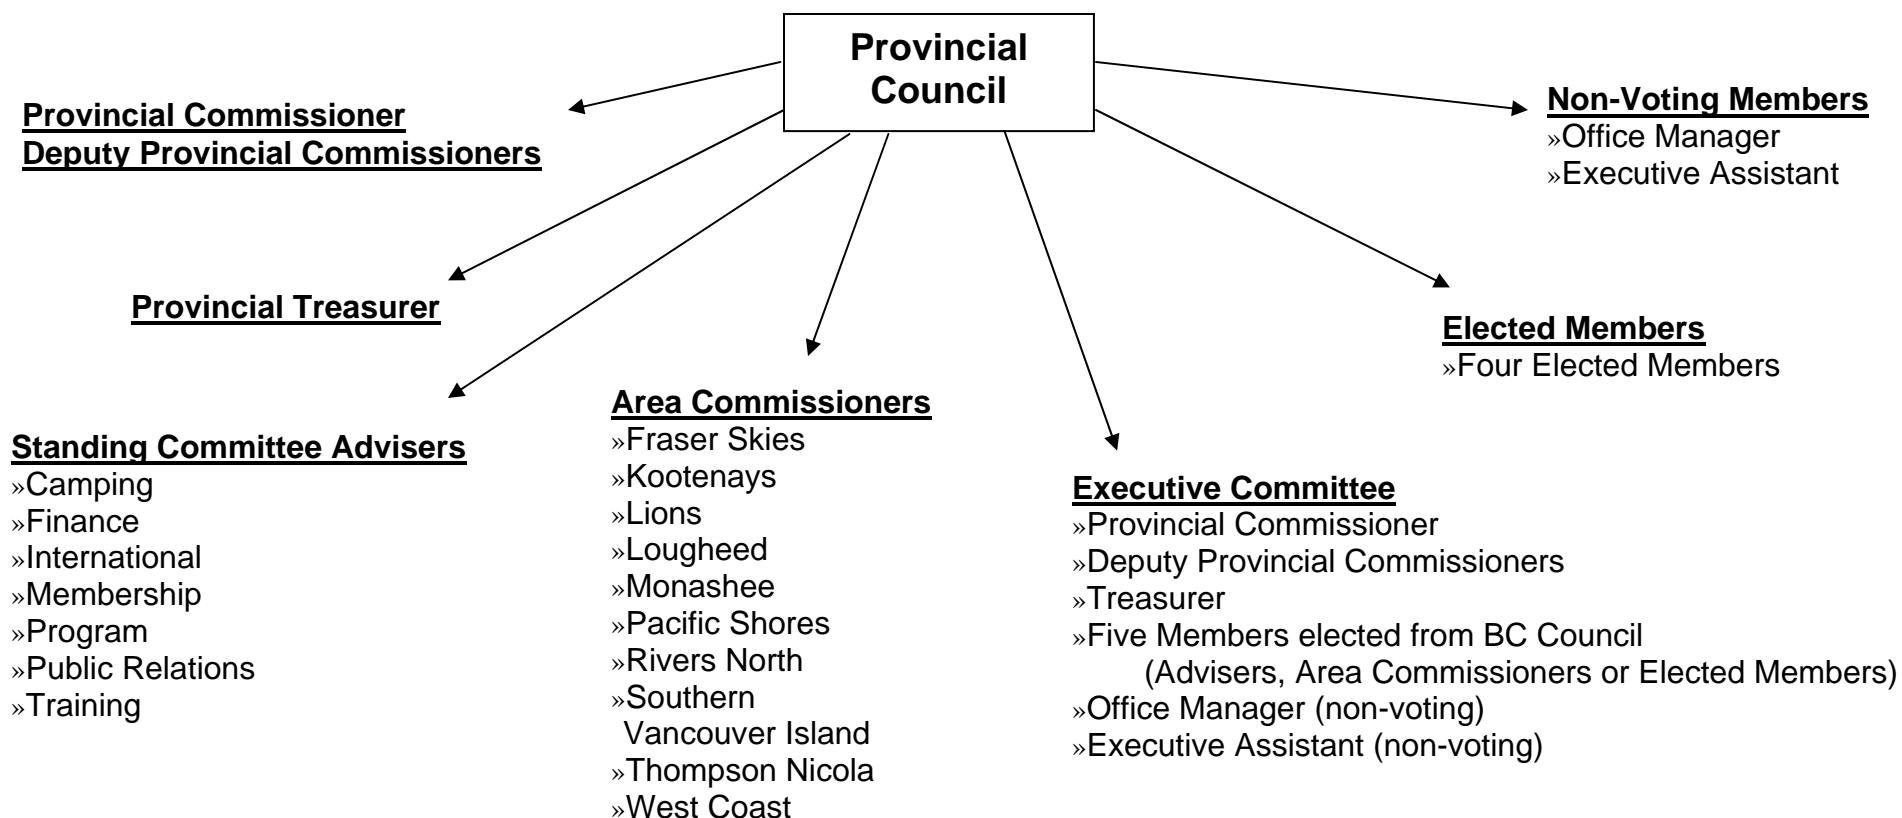 Provincial
Council
Provincial Commissioner
Deputy Provincial Commissioners
Non-Voting Members
»Office Manager
»Executive Assistant
Provincial Treasurer
Elected Members
»Four Elected Members
Standing Committee Advisers
»Camping
»Finance
»International
»Membership
»Program
»Public Relations
»Training
Area Commissioners
»Fraser Skies
»Kootenays
»Lions
»Lougheed
»Monashee
»Pacific Shores
»Rivers North
»Southern
Vancouver Island
»Thompson Nicola
»West Coast
Executive Committee
»Provincial Commissioner
»Deputy Provincial Commissioners
»Treasurer
»Five Members elected from BC Council
(Advisers, Area Commissioners or Elected Members)
»Office Manager (non-voting)
»Executive Assistant (non-voting)